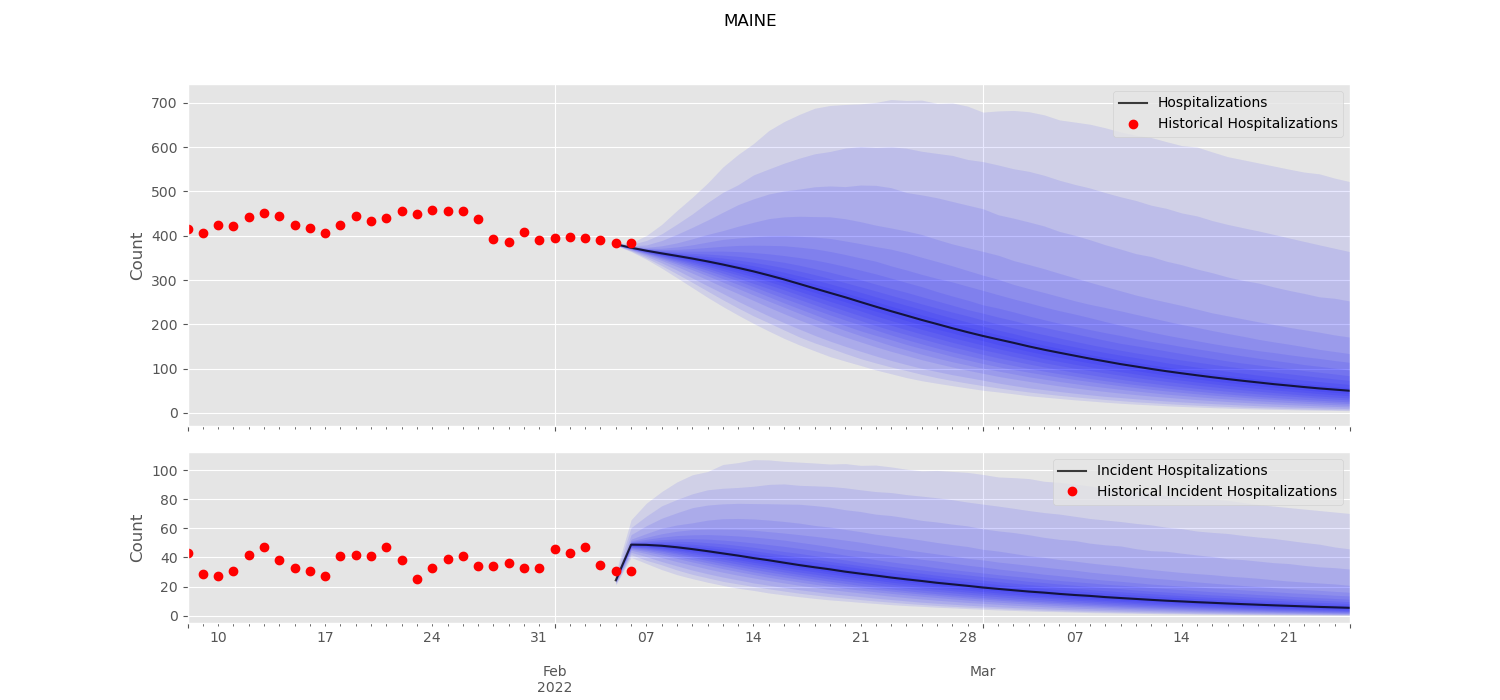 MAINE
Count
700
600
500
400
300
200
100
0
Hospitalizations
Historical Hospitalizations
Count
100
80
60
40
20
0
Incident Hospitalizations
Historical Incident Hospitalizations
10 17 24 31 07 14 21 28 07 14 21
Feb Mar
2022